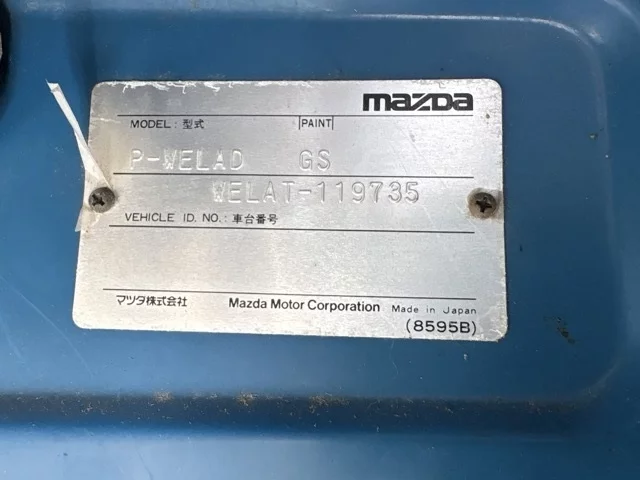 mazda
MODEL : 型式 |PAINT|
P-WELAD GS
WELAT-119735
VEHICLE ID. NO. : 車台番号
マツダ株式会社 Mazda Motor Corporation Made in Japan
(8595B)